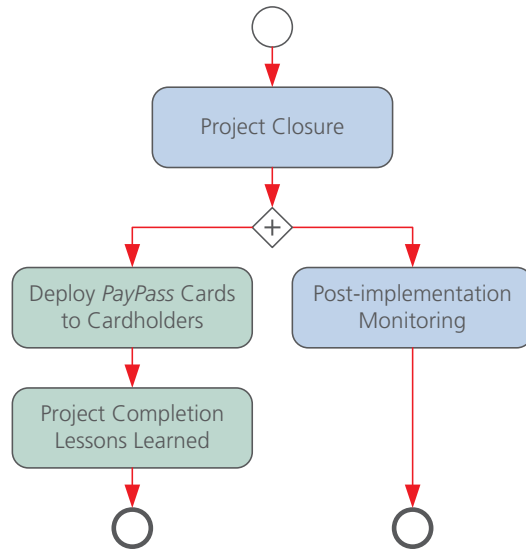 Project Closure
Deploy PayPass Cards
to Cardholders
Post-implementation
Monitoring
Project Completion
Lessons Learned